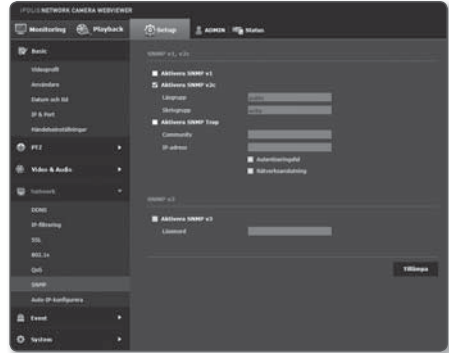 iPOLiS NETWORK CAMERA WEBVIEWER
Monitoring Playback Setup ADMIN Status
Basic
Videoprofil
Användare
Datum och tid
IP & Port
Händelseinställningar
PTZ
Video & Audio
Network
DDNS
IP-filtrering
SSL
802.1x
QoS
SNMP
Auto IP-konfigurera
Event
System
SNMP v1, v2c
Aktivera SNMP v1
Aktivera SNMP v2c
Läsgrupp
Skrivgrupp
Aktivera SNMP Trap
Community
IP-adress
Autentiseringsfel
Nätverksanslutning
SNMP v3
Aktivera SNMP v3
Lösenord
Tillämpa